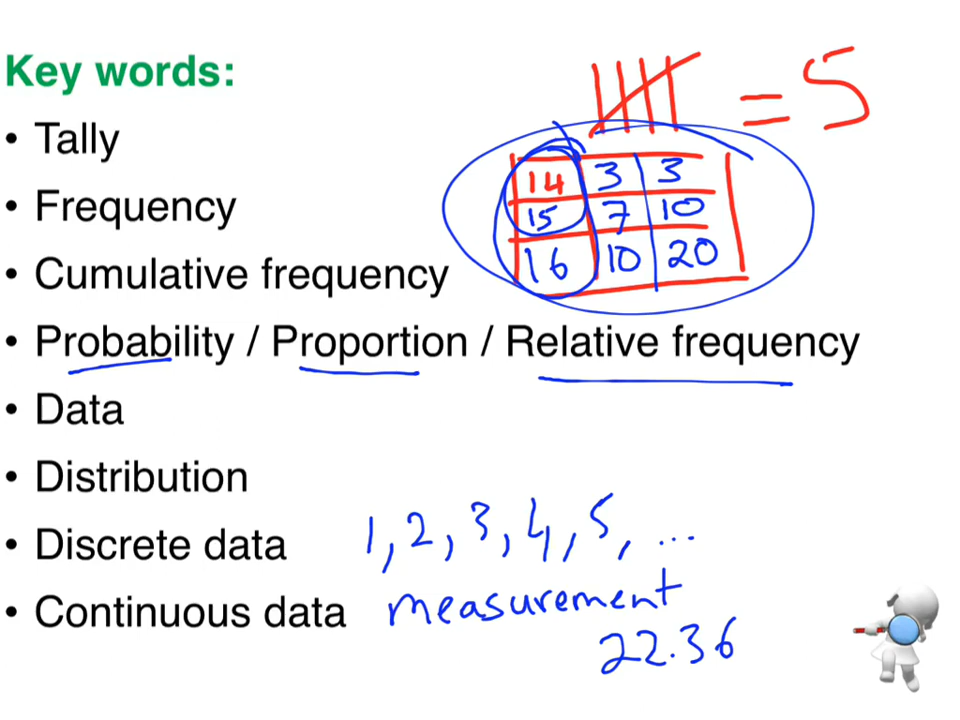 Key words:
= 5
• Tally
14 3 3
• Frequency
15 7 10
16 10 20
• Cumulative frequency
• Probability / Proportion / Relative frequency
• Data
• Distribution
• Discrete data 1, 2, 3, 4, 5, ...
• Continuous data measurement
22.36